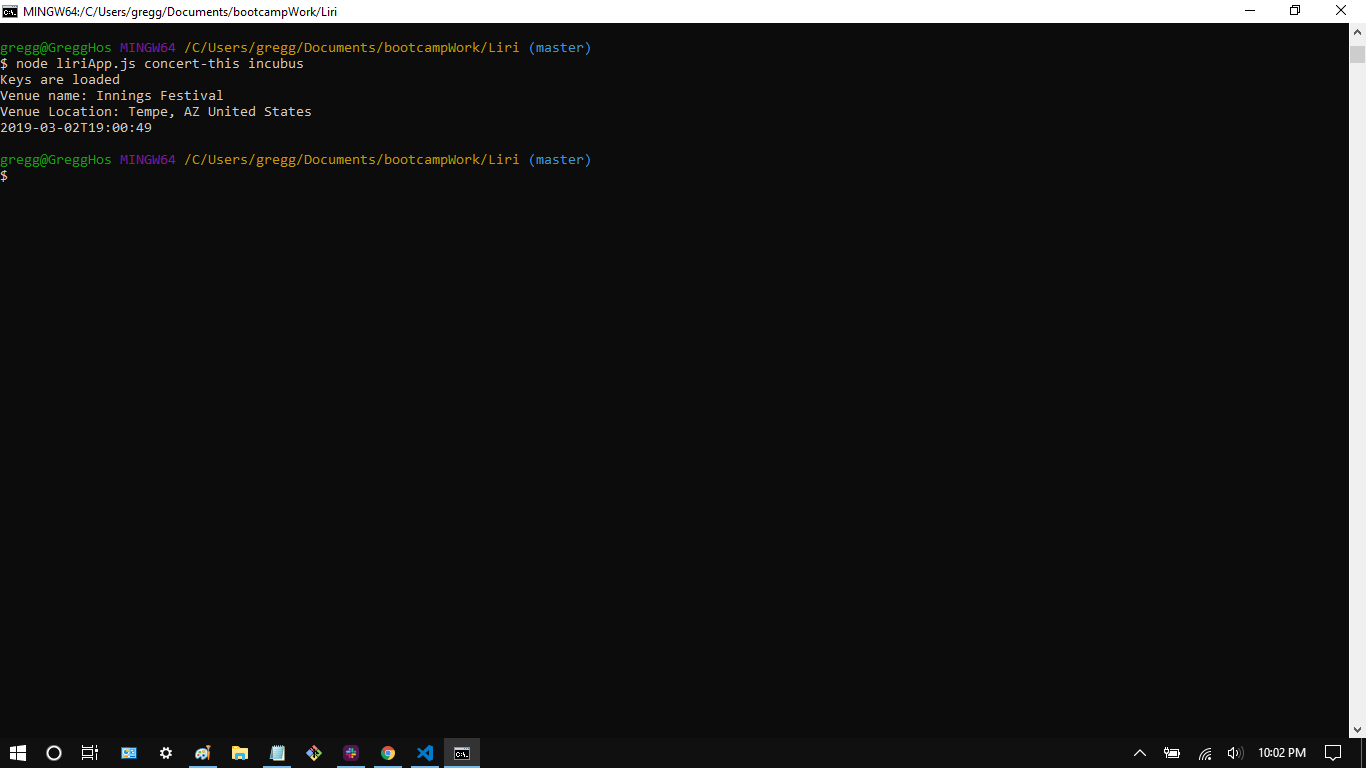 MINGW64:/C/Users/gregg/Documents/bootcampWork/Liri
gregg@GreggHos MINGW64 /C/Users/gregg/Documents/bootcampWork/Liri (master)
$ node liriApp.js concert-this incubus
Keys are loaded
Venue name: Innings Festival
Venue Location: Tempe, AZ United States
2019-03-02T19:00:49
gregg@GreggHos MINGW64 /C/Users/gregg/Documents/bootcampWork/Liri (master)
$
10:02 PM